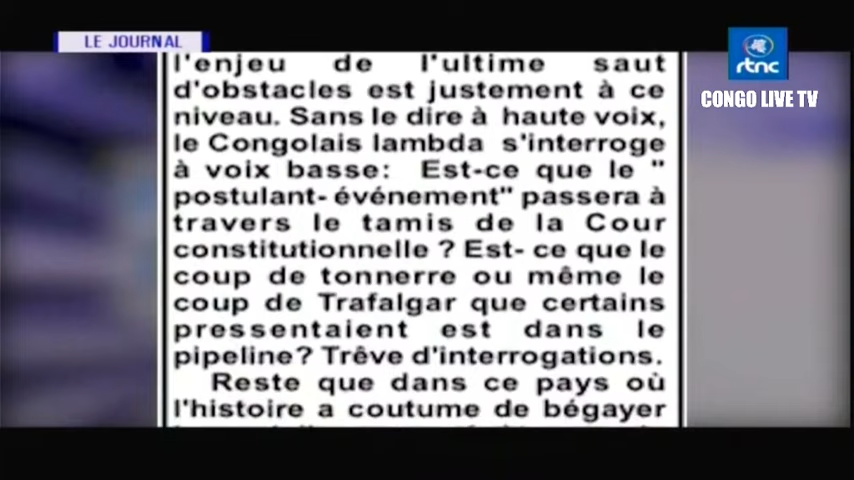 LE JOURNAL
rtnc
CONGO LIVE TV
l'enjeu de l'ultime saut
d'obstacles est justement à ce
niveau. Sans le dire à haute voix,
le Congolais lambda s'interroge
à voix basse: Est-ce que le "
postulant- événement" passera à
travers le tamis de la Cour
constitutionnelle ? Est- ce que le
coup de tonnerre ou même le
coup de Trafalgar que certains
pressentaient est dans le
pipeline? Trêve d'interrogations.
Reste que dans ce pays où
l'histoire a coutume de bégayer